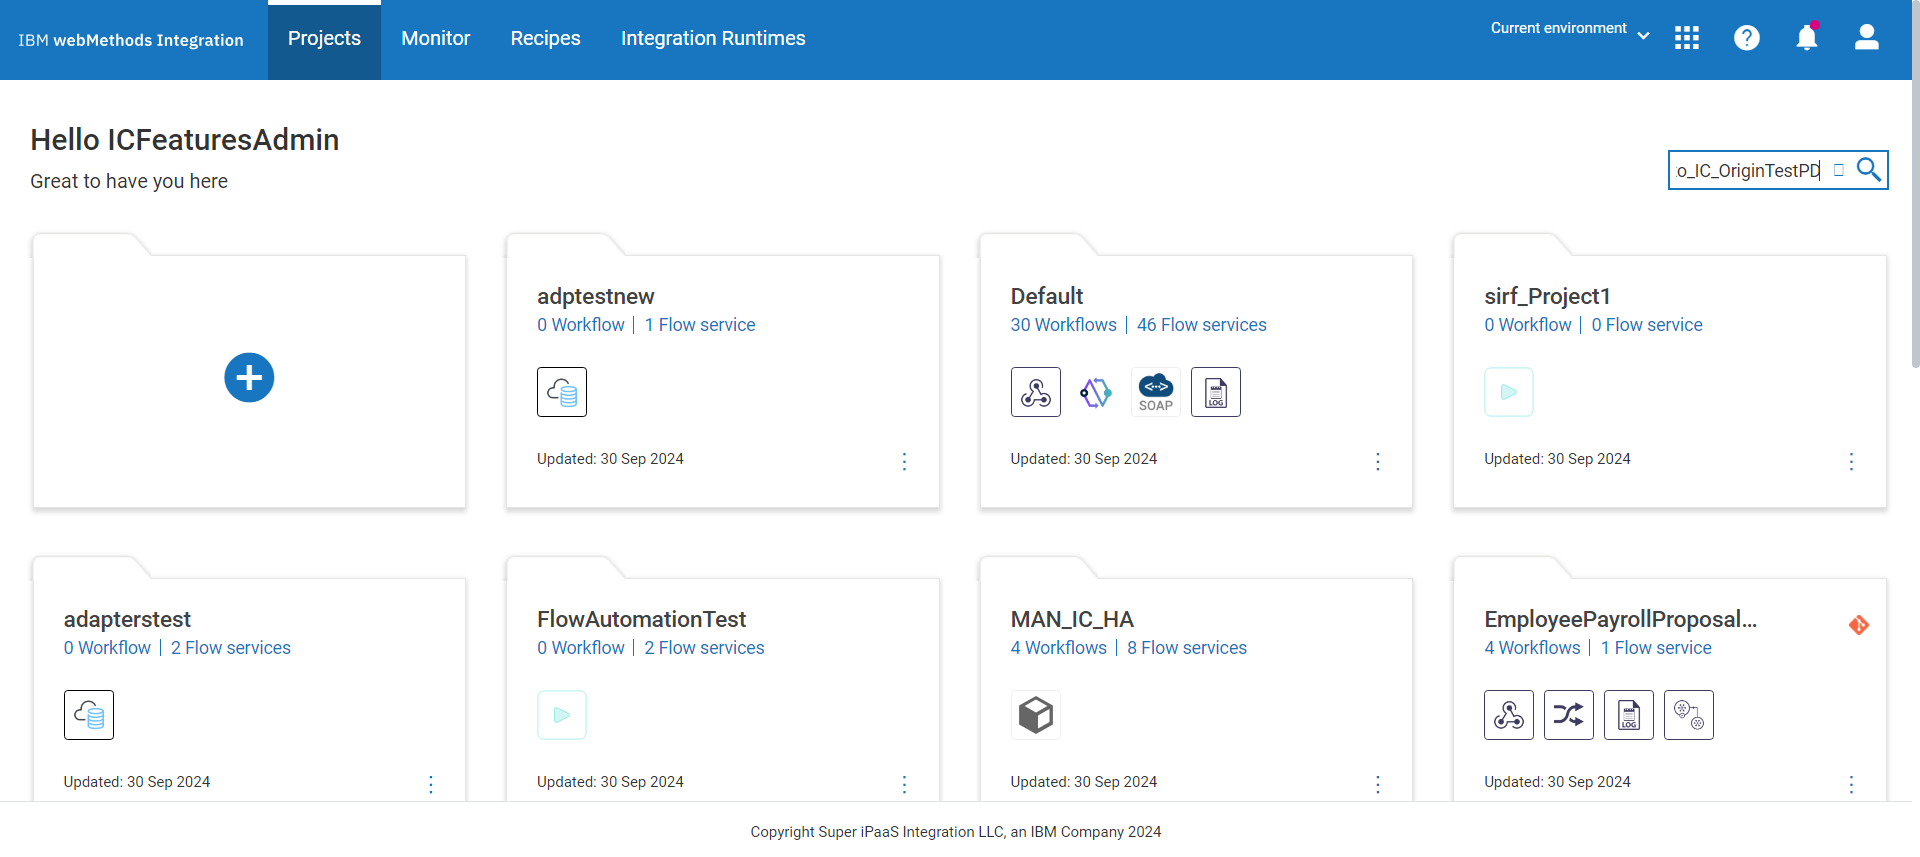 IBM webMethods Integration
Projects
Monitor
Recipes
Integration Runtimes
Current environment
Hello ICFeaturesAdmin
Great to have you here
o_IC_OriginTestPD
adptestnew
0 Workflow | 1 Flow service
Updated: 30 Sep 2024
Default
30 Workflows | 46 Flow services
SOAP
LOG
Updated: 30 Sep 2024
sirf_Project1
0 Workflow | 0 Flow service
Updated: 30 Sep 2024
adapterstest
0 Workflow | 2 Flow services
Updated: 30 Sep 2024
FlowAutomationTest
0 Workflow | 2 Flow services
Updated: 30 Sep 2024
MAN_IC_HA
4 Workflows | 8 Flow services
Updated: 30 Sep 2024
EmployeePayrollProposal...
4 Workflows | 1 Flow service
LOG
Updated: 30 Sep 2024
Copyright Super iPaaS Integration LLC, an IBM Company 2024